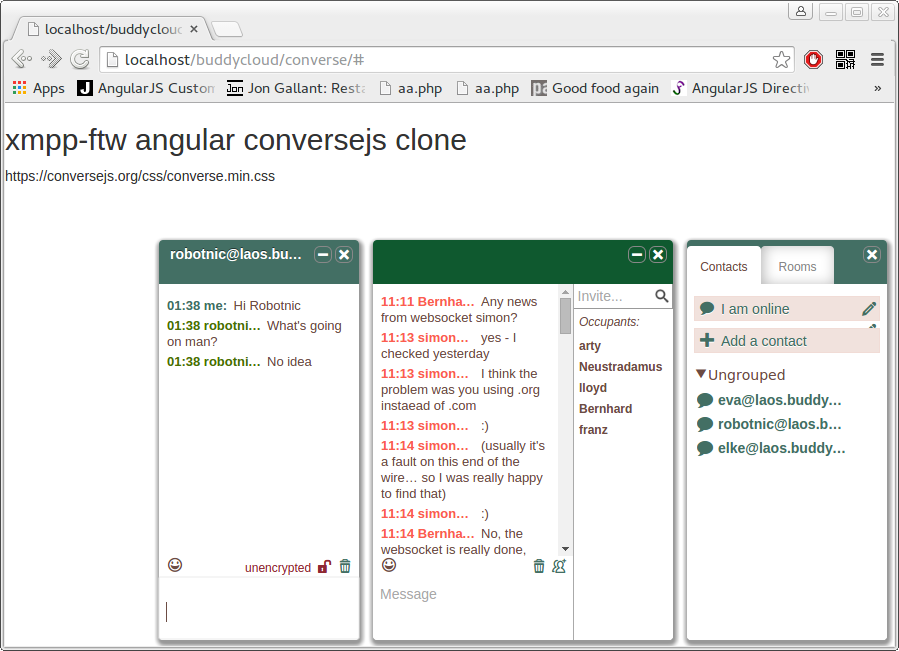 localhost/buddycloud
localhost/buddycloud/converse/#
Apps
AngularJS Custom
Jon Gallant: Resta
aa.php
aa.php
Good food again
AngularJS Directiv
»
xmpp-ftw angular conversejs clone
https://conversejs.org/css/converse.min.css
robotnic@laos.bu...
01:38 me: Hi Robotnic
01:38 robotni... What's going
on man?
01:38 robotni... No idea
unencrypted
11:11 Bernha... Any news
from websocket simon?
11:13 simon... yes - I
checked yesterday
11:13 simon... I think the
problem was you using .org
instaead of .com
11:13 simon... :)
11:14 simon... (usually it's
a fault on this end of the
wire… so I was really happy
to find that)
11:14 simon... :)
11:14 Bernha... No, the
websocket is really done,
Message
Invite...
Occupants:
arty
Neustradamus
lloyd
Bernhard
franz
Contacts
Rooms
I am online
Add a contact
Ungrouped
eva@laos.buddy...
robotnic@laos.b...
elke@laos.buddy...